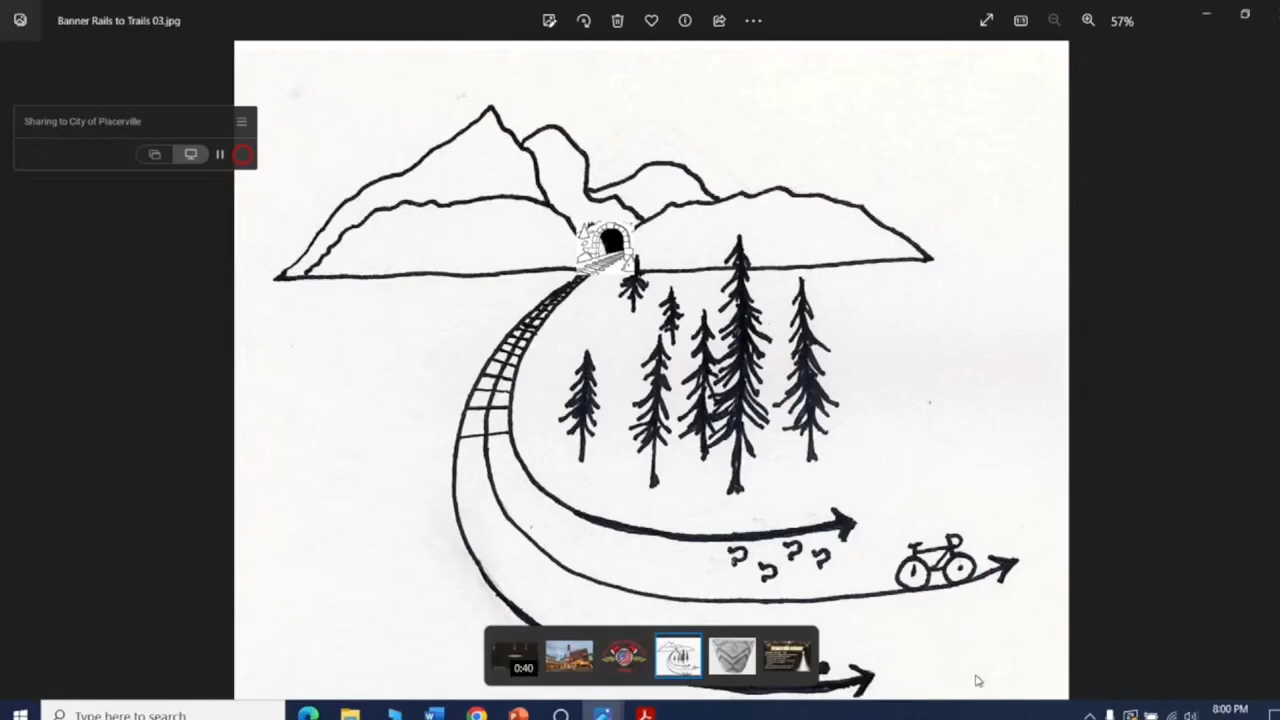 Banner Rails to Trails 03.jpg
57%
Sharing to City of Placerville
0:40
Type here to search
8:00 PM